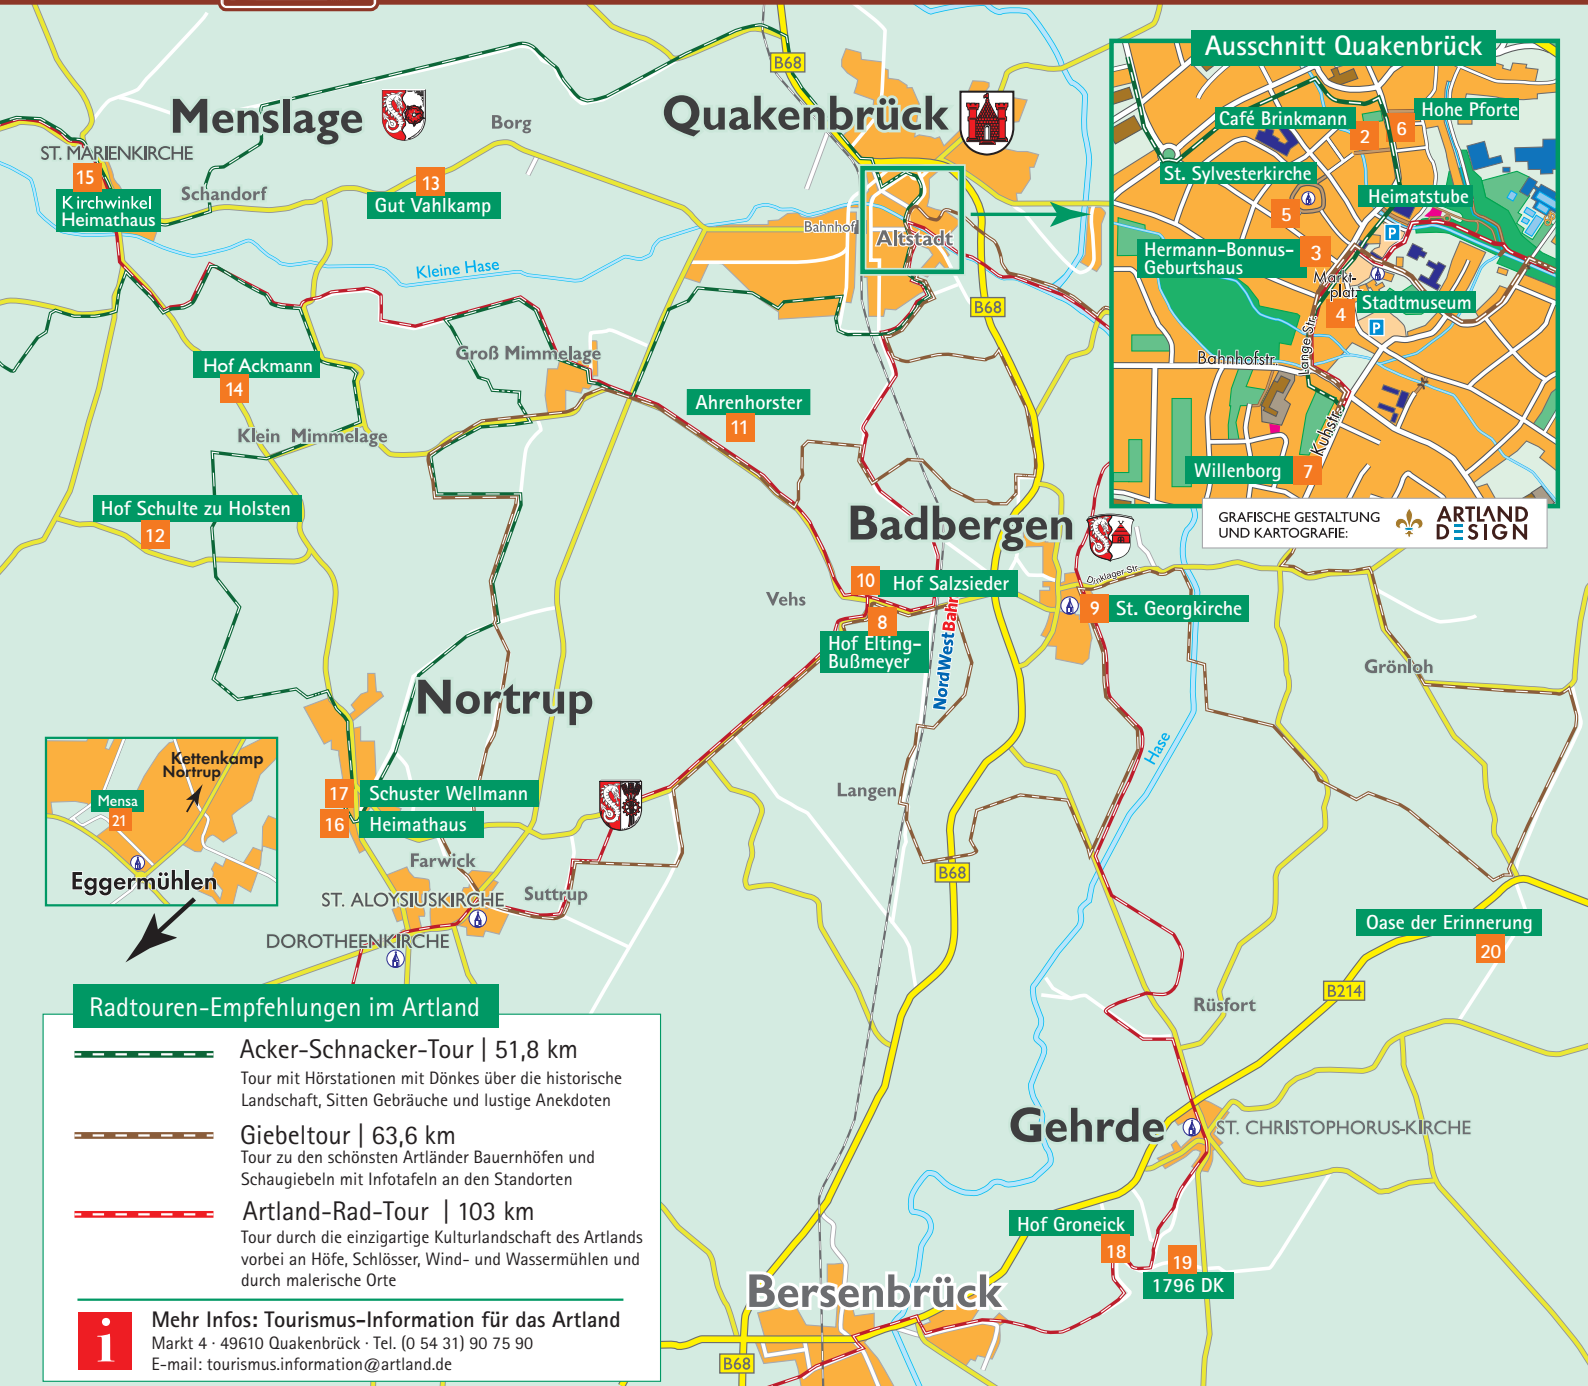 Menslage
Borg
ST. MARIENKIRCHE
15
Kirchwinkel
Heimathaus
Schandorf
13
Gut Vahlkamp
Kleine Hase
B68
Quakenbrück
Bahnhof
Altstadt
B68
Ausschnitt Quakenbrück
Café Brinkmann
2
6
Hohe Pforte
St. Sylvesterkirche
5
Heimatstube
P
Hermann-Bonnus-
Geburtshaus
3
Markt-
platz
4
Stadtmuseum
P
Lange Str.
Bahnhofstr.
Kuhstr.
Willenborg
7
GRAFISCHE GESTALTUNG
UND KARTOGRAFIE:
ARTLAND
DESIGN
Hof Ackmann
14
Groß Mimmelage
Klein Mimmelage
Ahrenhorster
11
Hof Schulte zu Holsten
12
Badbergen
Dinklager Str.
10
Hof Salzsieder
Vehs
8
Hof Elting-
Bußmeyer
NordWestBahn
9
St. Georgkirche
Grönloh
Nortrup
Hase
Langen
17
Schuster Wellmann
16
Heimathaus
Kettenkamp
Nortrup
Mensa
21
Eggermühlen
Farwick
ST. ALOYSIUSKIRCHE
Suttrup
DOROTHEENKIRCHE
B68
Oase der Erinnerung
20
B214
Rüsfort
Gehrde
ST. CHRISTOPHORUS-KIRCHE
Hof Groneick
18
19
1796 DK
Bersenbrück
B68
Radtouren-Empfehlungen im Artland
Acker-Schnacker-Tour | 51,8 km
Tour mit Hörstationen mit Dönkes über die historische
Landschaft, Sitten Gebräuche und lustige Anekdoten
Giebeltour | 63,6 km
Tour zu den schönsten Artländer Bauernhöfen und
Schaugiebeln mit Infotafeln an den Standorten
Artland-Rad-Tour | 103 km
Tour durch die einzigartige Kulturlandschaft des Artlands
vorbei an Höfe, Schlösser, Wind- und Wassermühlen und
durch malerische Orte
i
Mehr Infos: Tourismus-Information für das Artland
Markt 4 · 49610 Quakenbrück · Tel. (0 54 31) 90 75 90
E-mail: tourismus.information@artland.de